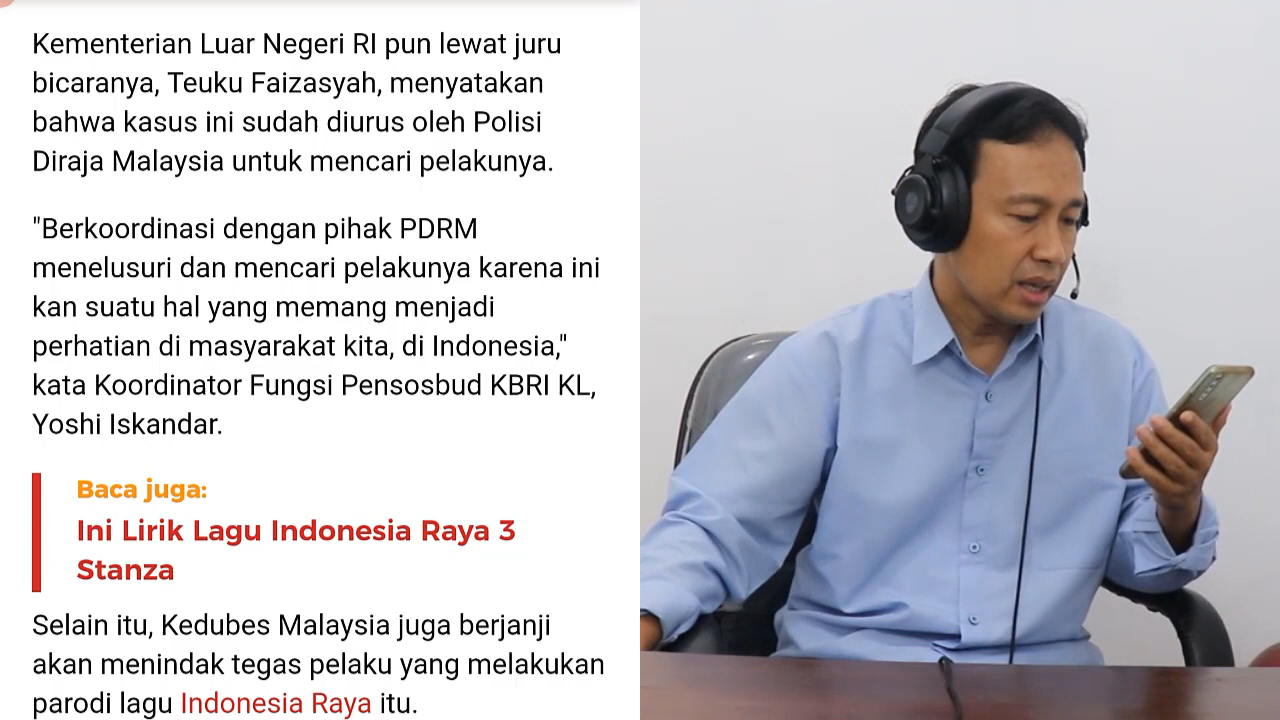 Kementerian Luar Negeri RI pun lewat juru
bicaranya, Teuku Faizasyah, menyatakan
bahwa kasus ini sudah diurus oleh Polisi
Diraja Malaysia untuk mencari pelakunya.
"Berkoordinasi dengan pihak PDRM
menelusuri dan mencari pelakunya karena ini
kan suatu hal yang memang menjadi
perhatian di masyarakat kita, di Indonesia,"
kata Koordinator Fungsi Pensosbud KBRI KL,
Yoshi Iskandar.
Baca juga:
Ini Lirik Lagu Indonesia Raya 3
Stanza
Selain itu, Kedubes Malaysia juga berjanji
akan menindak tegas pelaku yang melakukan
parodi lagu Indonesia Raya itu.